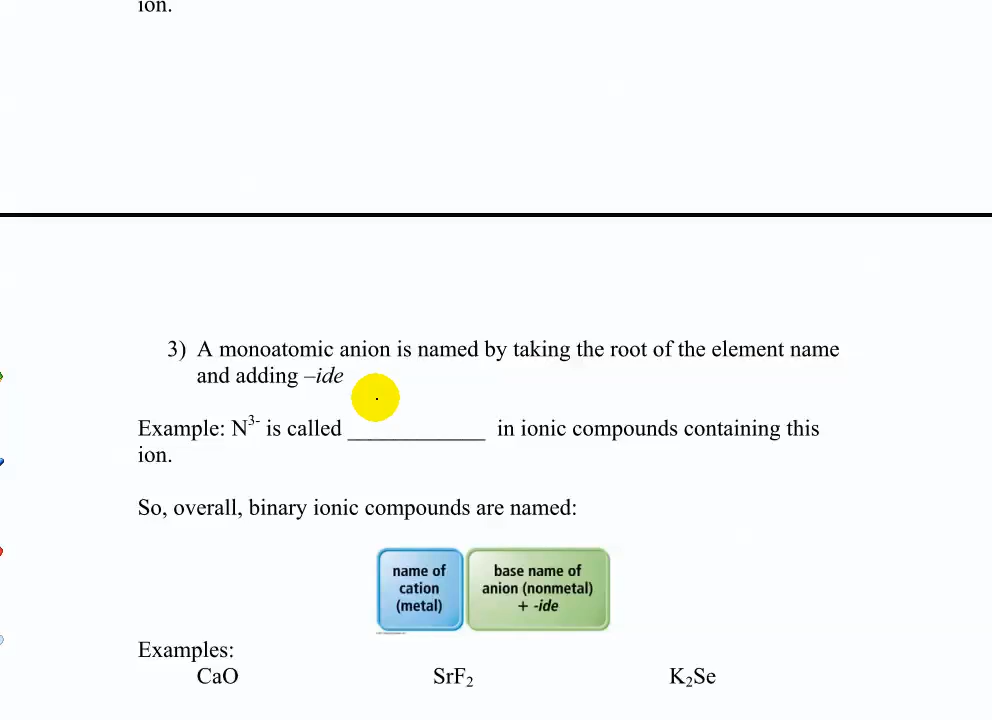 ion.
3) A monoatomic anion is named by taking the root of the element name
and adding –ide
Example: N³⁻ is called ____________ in ionic compounds containing this
ion.
So, overall, binary ionic compounds are named:
name of
cation
(metal)
base name of
anion (nonmetal)
+ -ide
Examples:
CaO SrF₂ K₂Se